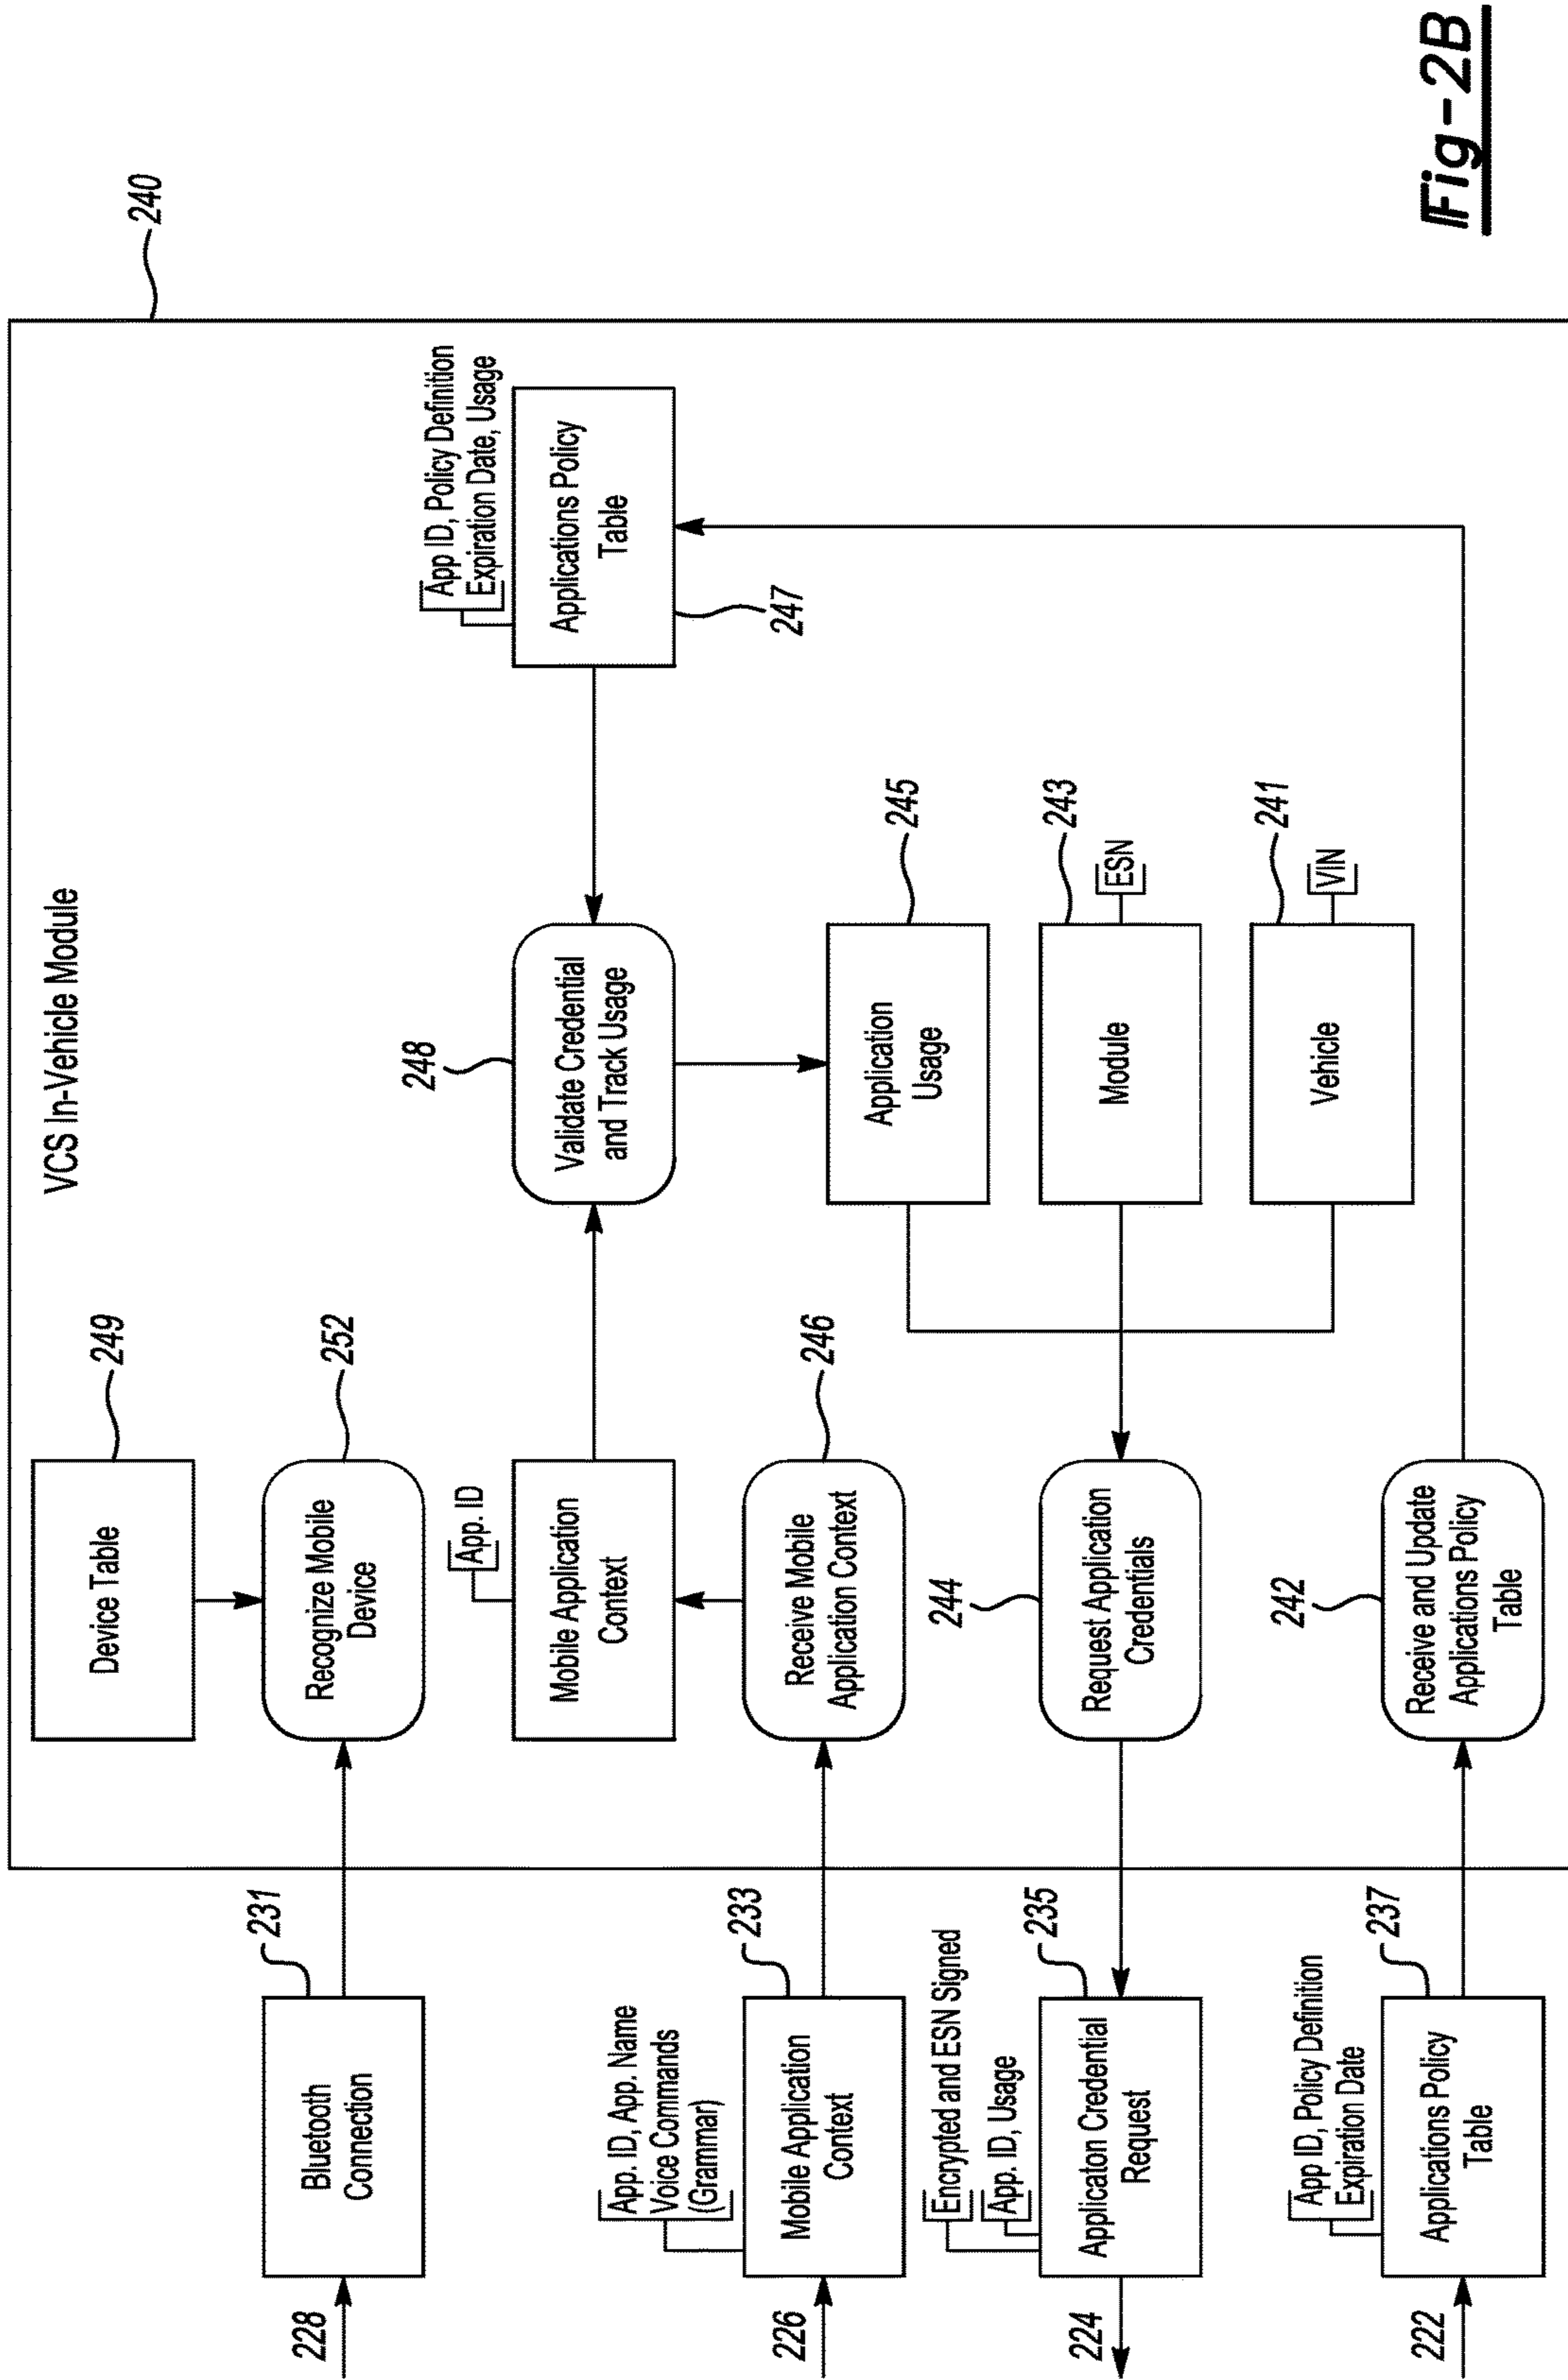 VCS In-Vehicle Module
240
Device Table
249
228
Bluetooth
Connection
231
Recognize Mobile
Device
252
App. ID
Mobile Application
Context
248
Validate Credential
and Track Usage
App ID, Policy Definition
Expiration Date, Usage
Applications Policy
Table
247
App. ID, App. Name
Voice Commands
(Grammar)
226
Mobile Application
Context
233
Receive Mobile
Application Context
246
Application
Usage
245
Encrypted and ESN Signed
App. ID, Usage
224
Applicaton Credential
Request
235
244
Request Application
Credentials
Module
243
ESN
Vehicle
241
VIN
App ID, Policy Definition
Expiration Date
222
Applications Policy
Table
237
242
Receive and Update
Applications Policy
Table
Fig-2B